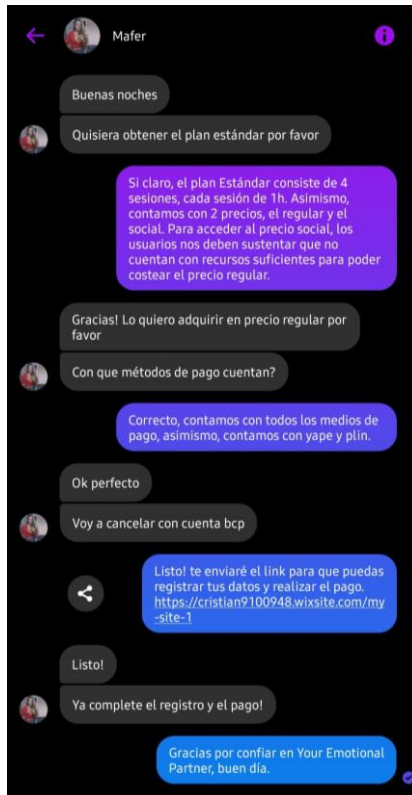 Mafer
Buenas noches
Quisiera obtener el plan estándar por favor
Si claro, el plan Estándar consiste de 4
sesiones, cada sesión de 1h. Asimismo,
contamos con 2 precios, el regular y el
social. Para acceder al precio social, los
usuarios nos deben sustentar que no
cuentan con recursos suficientes para poder
costear el precio regular.
Gracias! Lo quiero adquirir en precio regular por
favor
Con que métodos de pago cuentan?
Correcto, contamos con todos los medios de
pago, asimismo, contamos con yape y plin.
Ok perfecto
Voy a cancelar con cuenta bcp
Listo! te enviaré el link para que puedas
registrar tus datos y realizar el pago.
https://cristian9100948.wixsite.com/my
-site-1
Listo!
Ya complete el registro y el pago!
Gracias por confiar en Your Emotional
Partner, buen día.